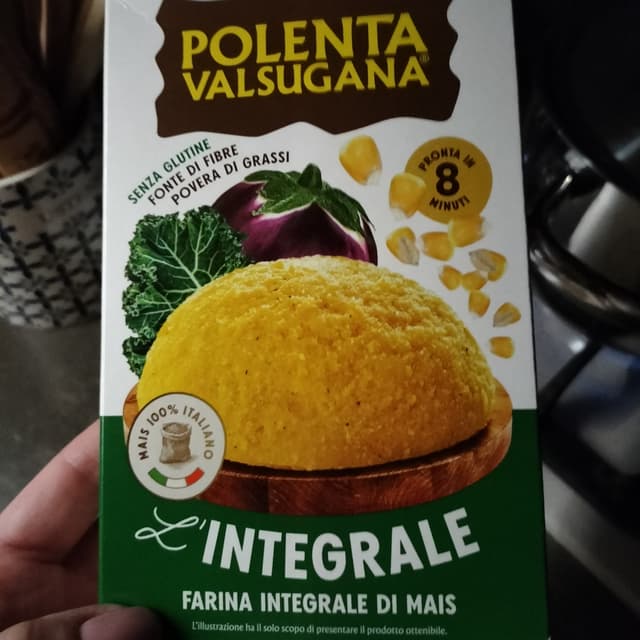 POLENTA
VALSUGANA®
SENZA GLUTINE
FONTE DI FIBRE
POVERA DI GRASSI
PRONTA IN
8
MINUTI
MAIS 100% ITALIANO
L'INTEGRALE
FARINA INTEGRALE DI MAIS
L'illustrazione ha il solo scopo di presentare il prodotto ottenibile.